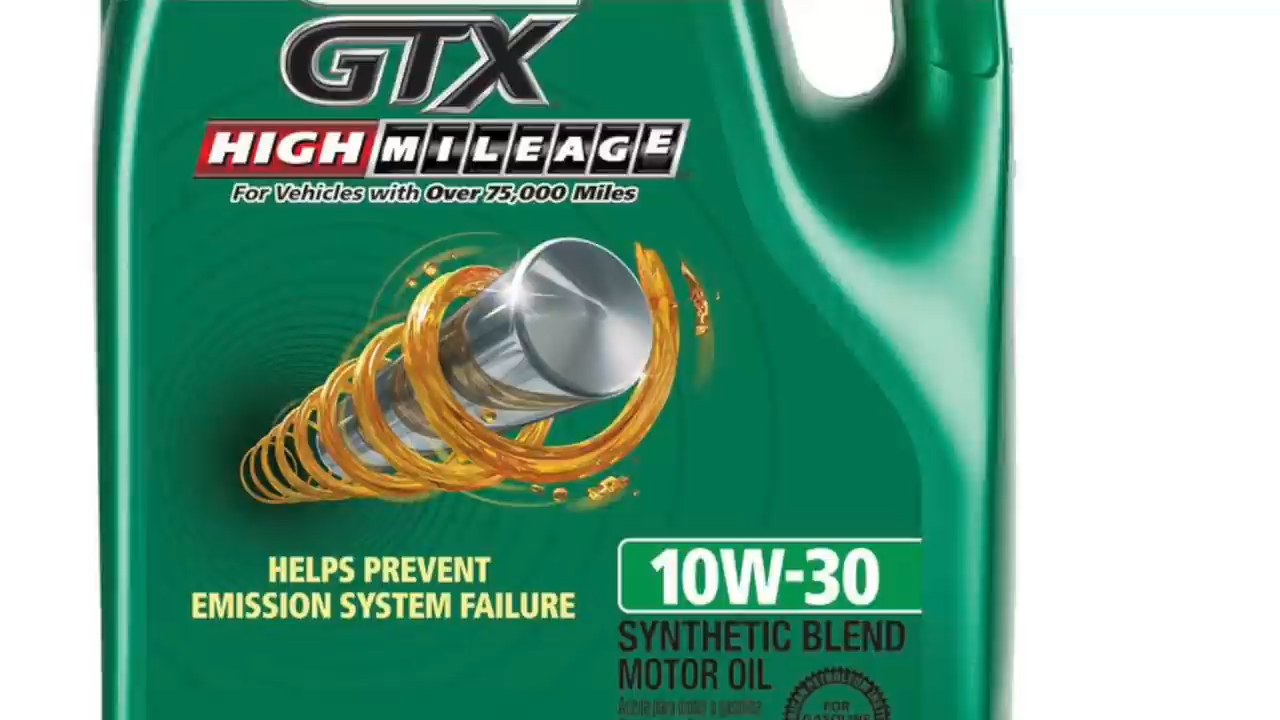 GTX
HIGH MILEAGE
For Vehicles with Over 75,000 Miles
HELPS PREVENT
EMISSION SYSTEM FAILURE
10W-30
SYNTHETIC BLEND
MOTOR OIL
FOR
GASOLINE